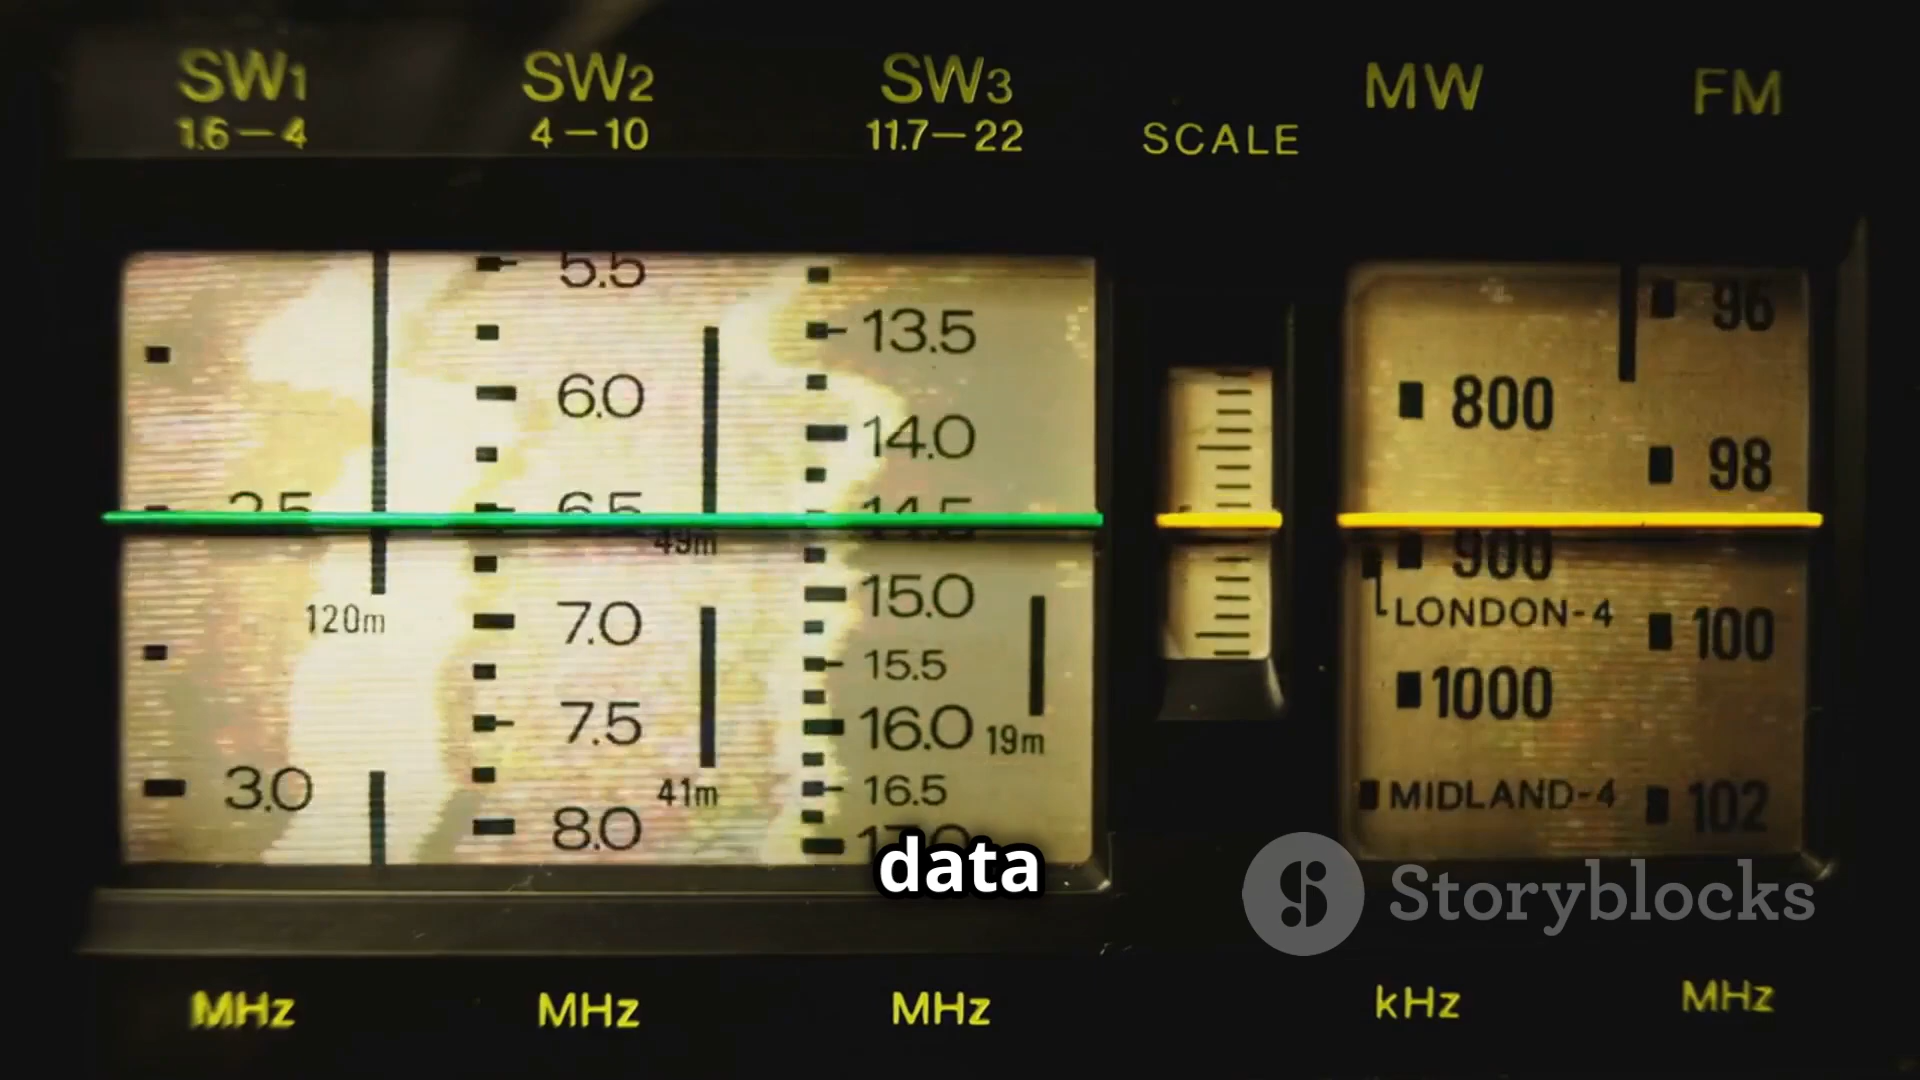 SW1 SW2 SW3 MW FM
1.6—4 4—10 11.7—22 SCALE
5.5 13.5 96
6.0 14.0 800 98
2.5 6.5 14.5
49m 900
120m 7.0 15.0 LONDON-4 100
15.5
7.5 16.0 19m 1000
3.0 41m 16.5 MIDLAND-4 102
8.0 17.0
data
Storyblocks
MHz MHz MHz kHz MHz